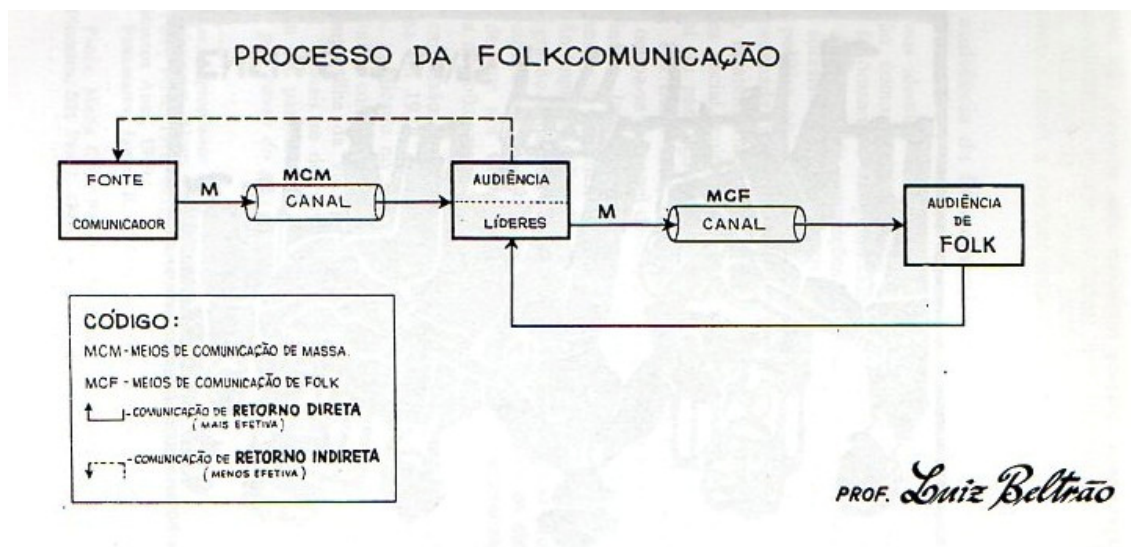 PROCESSO DA FOLKCOMUNICAÇÃO
FONTE
COMUNICADOR
M
MCM
CANAL
AUDIÊNCIA
LÍDERES
M
MCF
CANAL
AUDIÊNCIA
DE
FOLK
CÓDIGO:
MCM-MEIOS DE COMUNICAÇÃO DE MASSA.
MCF - MEIOS DE COMUNICAÇÃO DE FOLK
-COMUNICAÇÃO DE RETORNO DIRETA
(MAIS EFETIVA)
-COMUNICAÇÃO DE RETORNO INDIRETA
(MENOS EFETIVA)
PROF. Luiz Beltrão